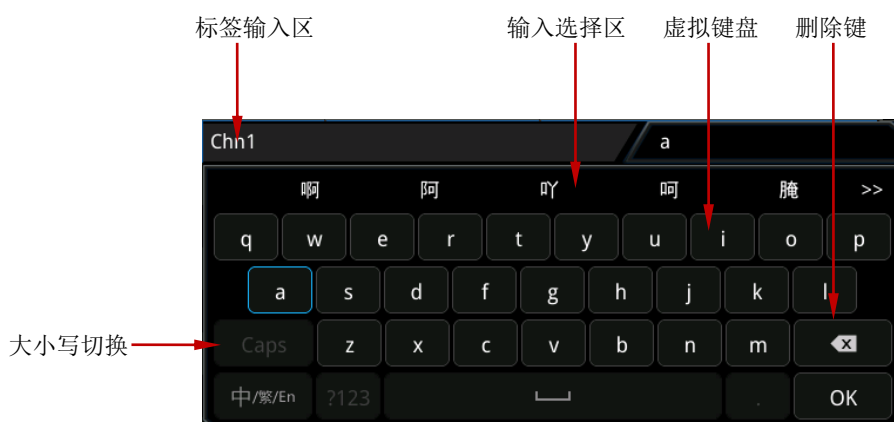 标签输入区 输入选择区 虚拟键盘 删除键
Chn1 a
啊 阿 吖 呵 腌 >>
q w e r t y u i o p
a s d f g h j k l
大小写切换 Caps z x c v b n m
中/繁/En ?123 . OK